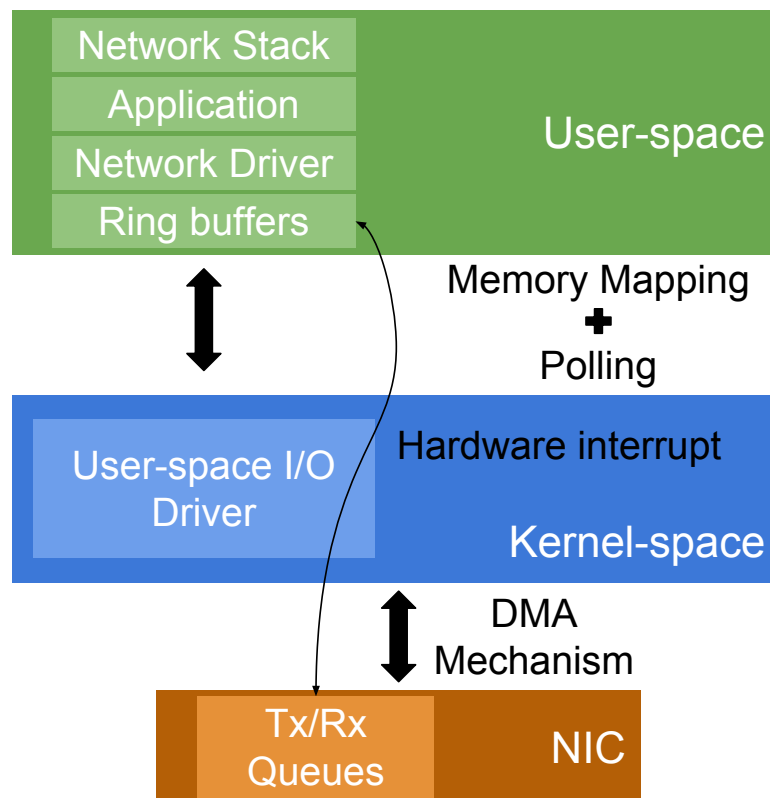 Network Stack
Application
Network Driver
Ring buffers
User-space
Memory Mapping
+
Polling
User-space I/O
Driver
Hardware interrupt
Kernel-space
DMA
Mechanism
Tx/Rx
Queues
NIC